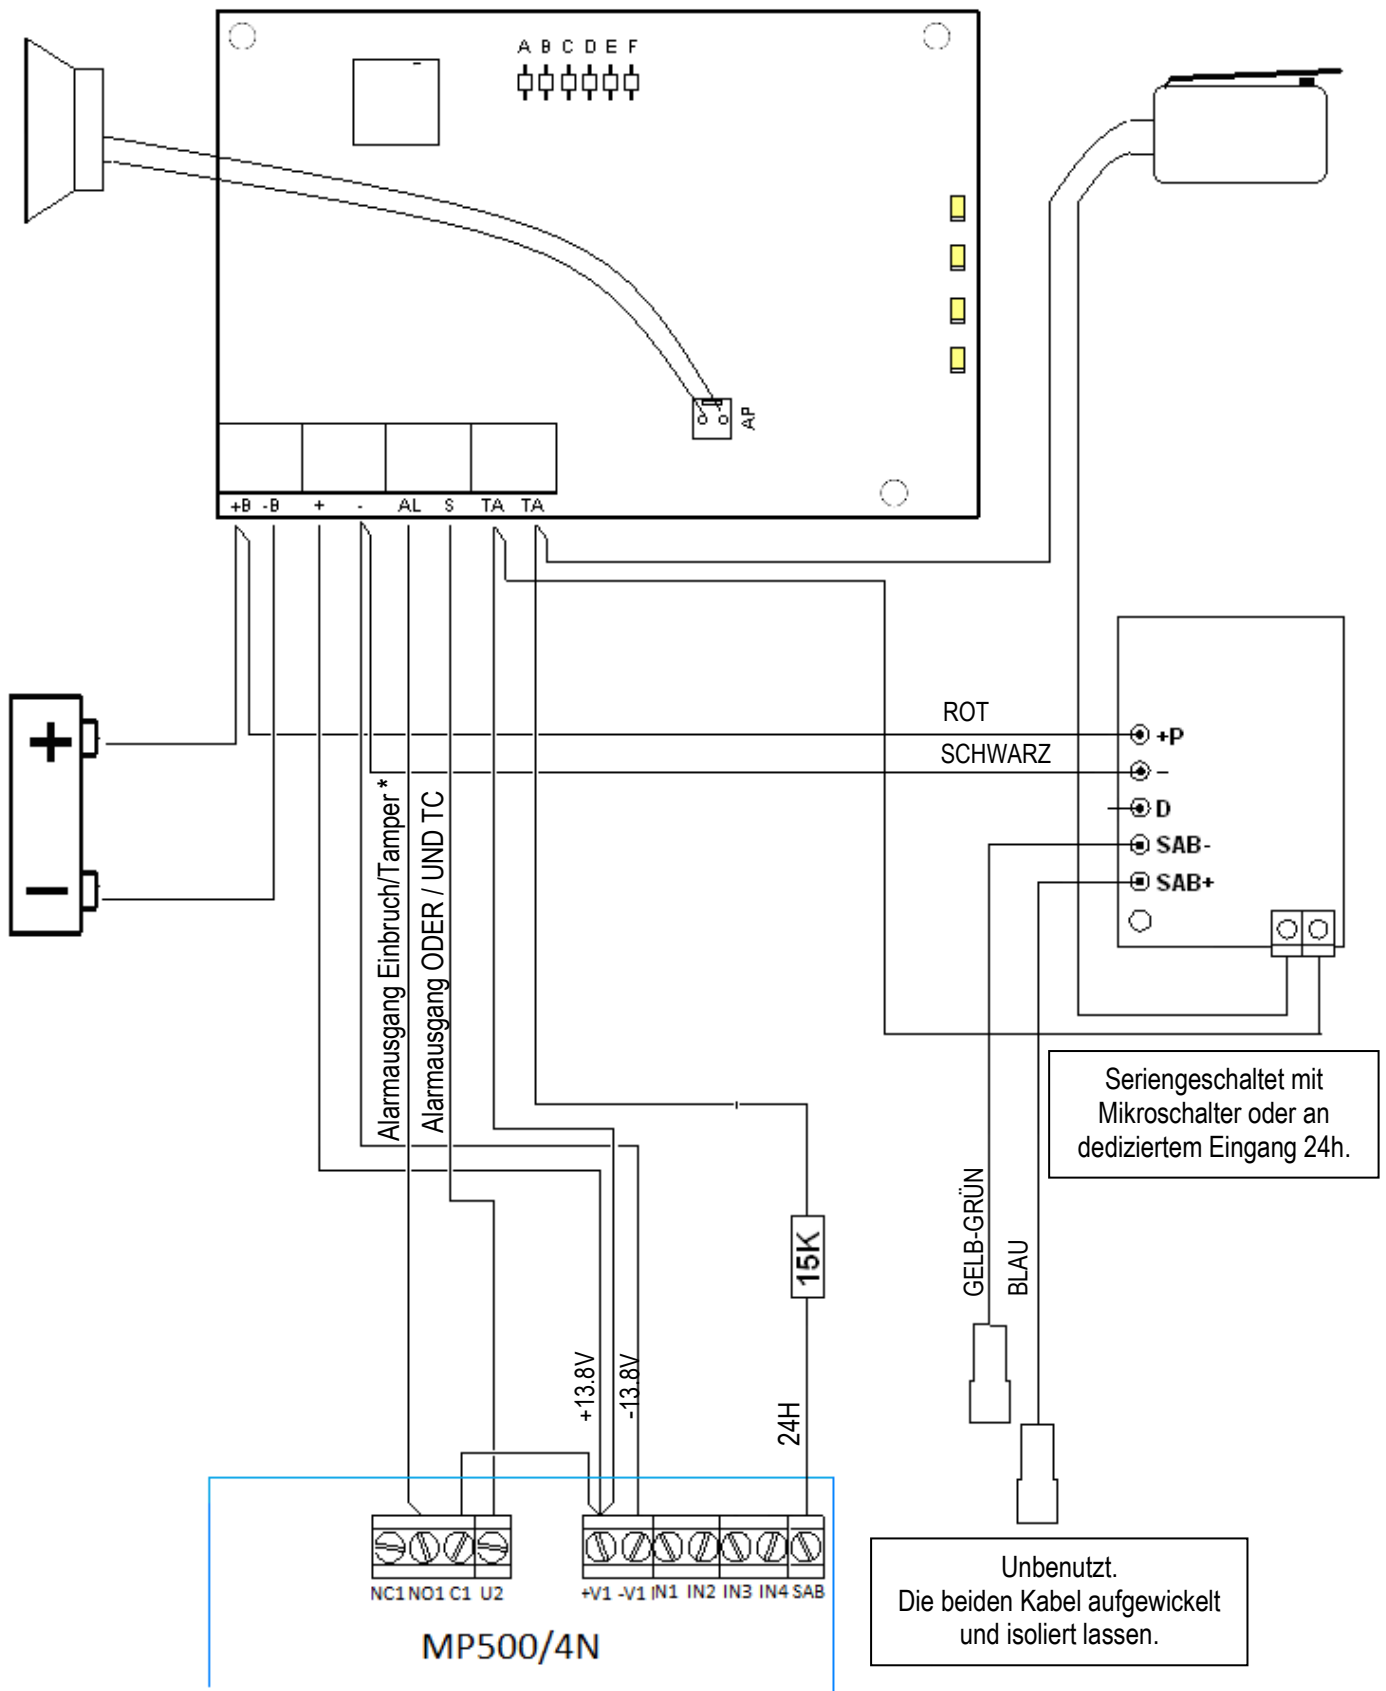 A B C D E F
AP
+B -B + - AL S TA TA
+
−
ROT
SCHWARZ
+P
–
D
SAB-
SAB+
Alarmausgang Einbruch/Tamper *
Alarmausgang ODER / UND TC
Seriengeschaltet mit
Mikroschalter oder an
dediziertem Eingang 24h.
GELB-GRÜN
BLAU
15K
+13.8V
-13.8V
24H
NC1 NO1 C1 U2
+V1 -V1 IN1 IN2 IN3 IN4 SAB
MP500/4N
Unbenutzt.
Die beiden Kabel aufgewickelt
und isoliert lassen.